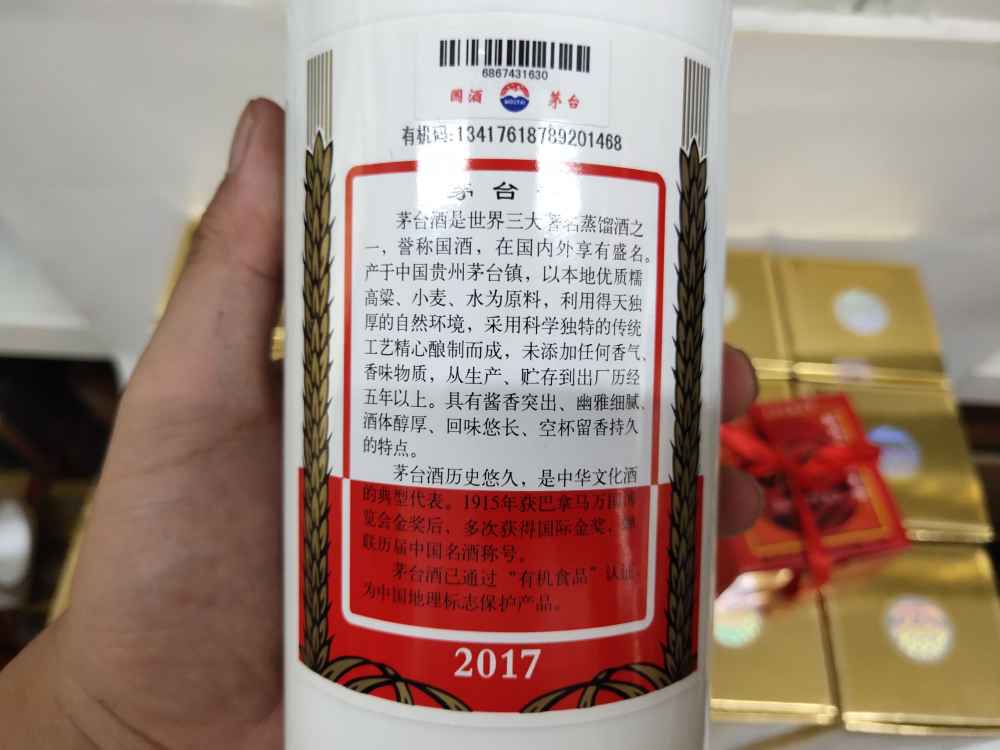 6867431630
国酒 MOUTAI 茅台
有机码:13417618789201468
茅台
茅台酒是世界三大著名蒸馏酒之
一，誉称国酒，在国内外享有盛名。
产于中国贵州茅台镇，以本地优质糯
高粱、小麦、水为原料，利用得天独
厚的自然环境，采用科学独特的传统
工艺精心酿制而成，未添加任何香气、
香味物质，从生产、贮存到出厂历经
五年以上。具有酱香突出、幽雅细腻、
酒体醇厚、回味悠长、空杯留香持久
的特点。
茅台酒历史悠久，是中华文化酒
的典型代表。1915年获巴拿马万国博
览会金奖后、多次获得国际金奖、蝉
联历届中国名酒称号。
茅台酒已通过“有机食品”认证，
为中国地理标志保护产品。
2017